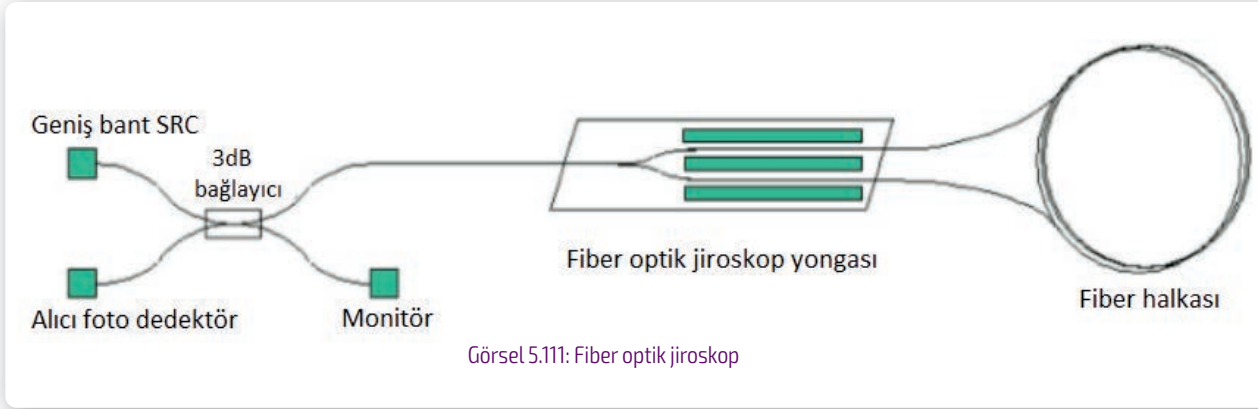 Geniş bant SRC
3dB
bağlayıcı
Alıcı foto dedektör
Monitör
Fiber optik jiroskop yongası
Fiber halkası
Görsel 5.111: Fiber optik jiroskop